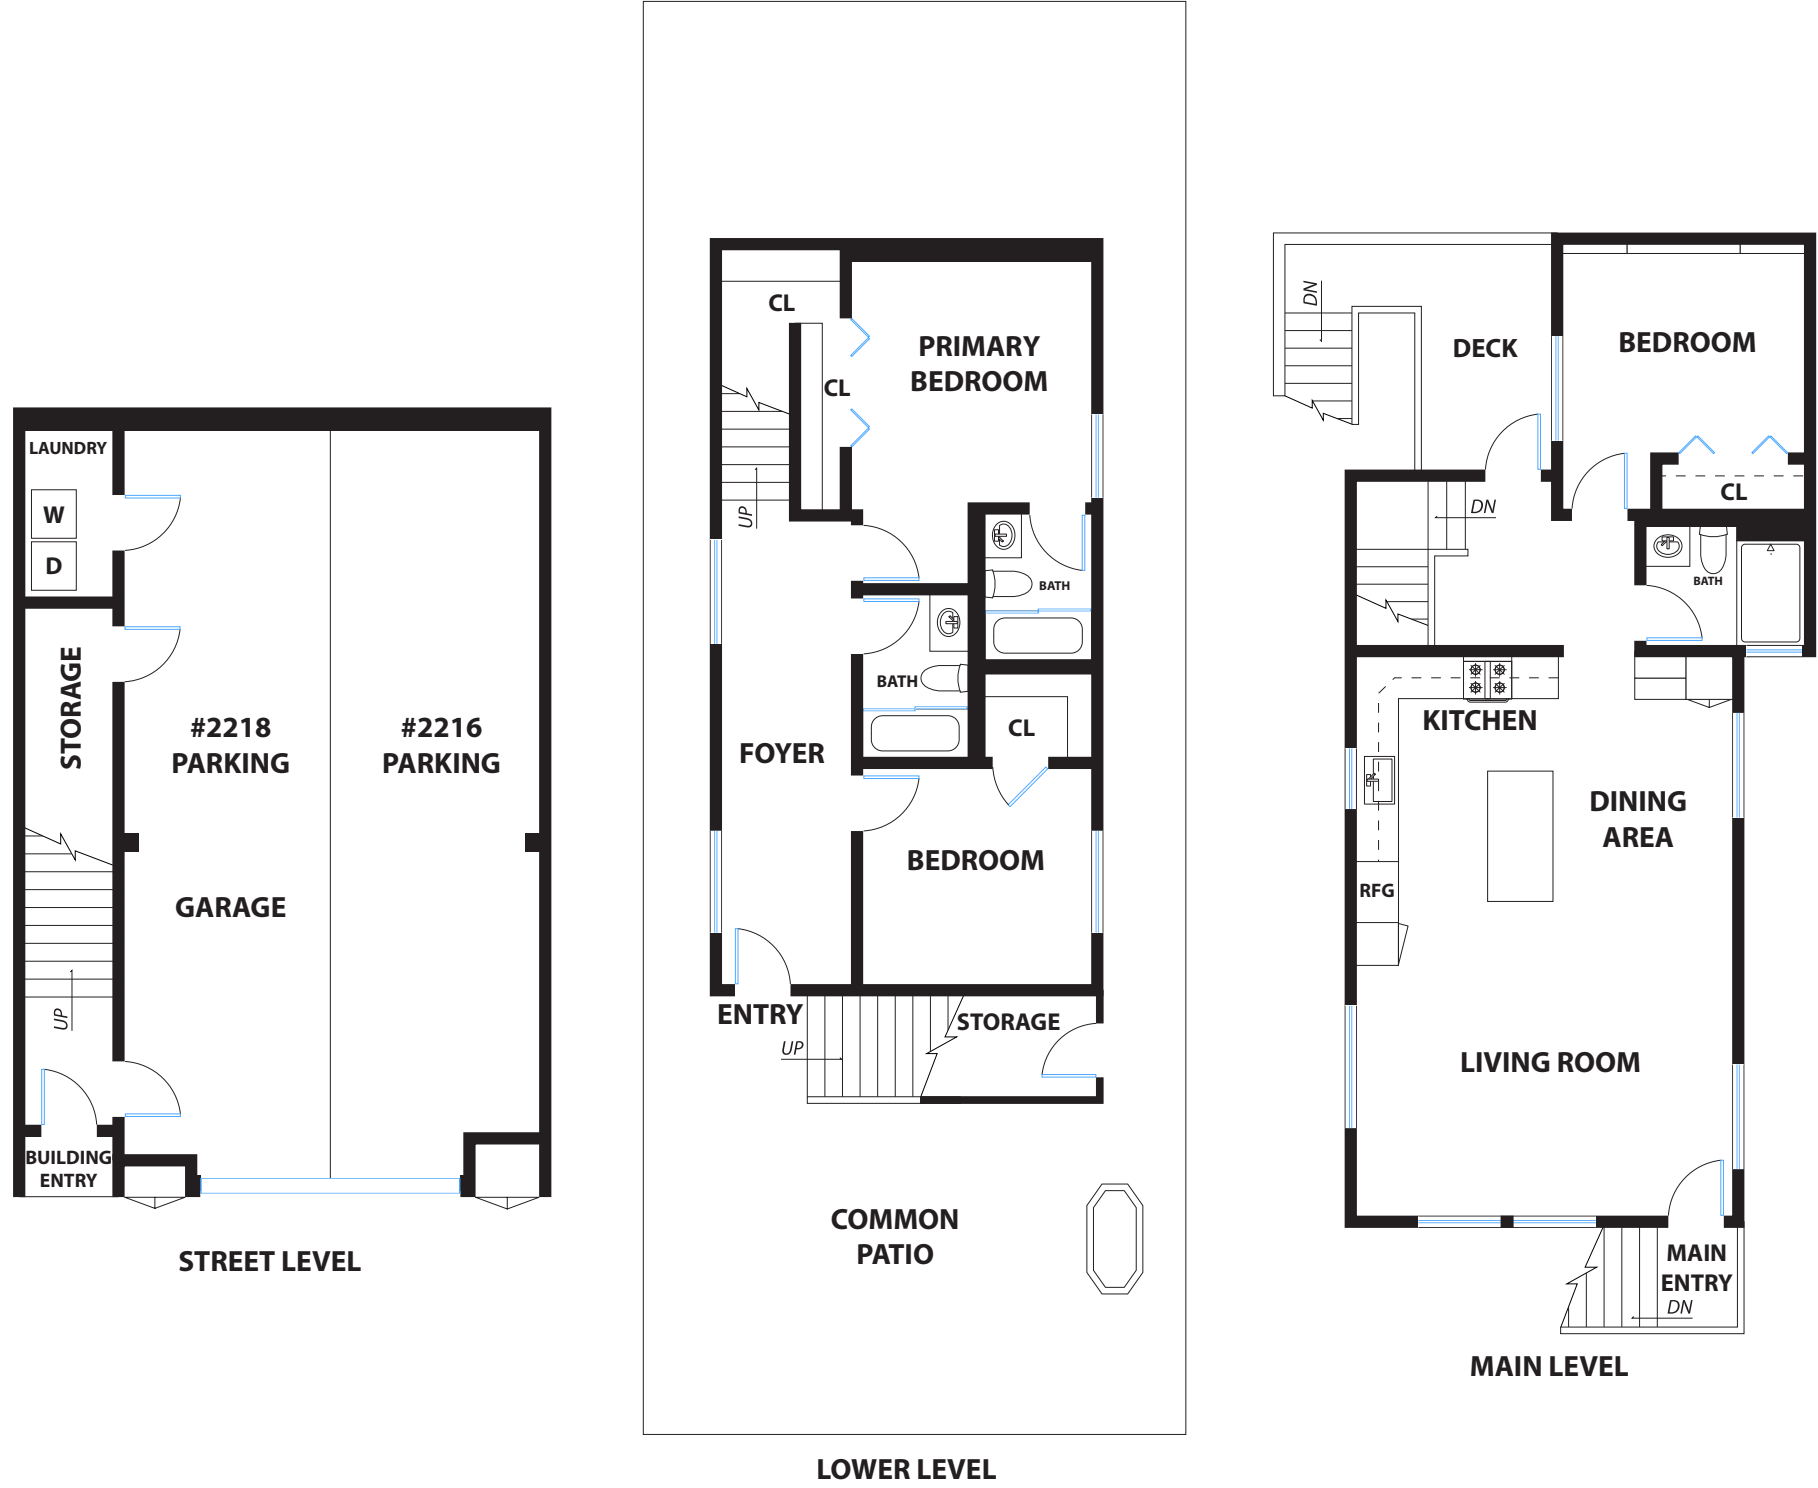 LAUNDRY
W
D
STORAGE
#2218
PARKING
#2216
PARKING
GARAGE
UP
BUILDING
ENTRY
STREET LEVEL
CL
CL
PRIMARY
BEDROOM
UP
BATH
BATH
CL
FOYER
BEDROOM
ENTRY
STORAGE
UP
COMMON
PATIO
LOWER LEVEL
DN
DECK
BEDROOM
CL
DN
BATH
KITCHEN
DINING
AREA
RFG
LIVING ROOM
MAIN
ENTRY
DN
MAIN LEVEL